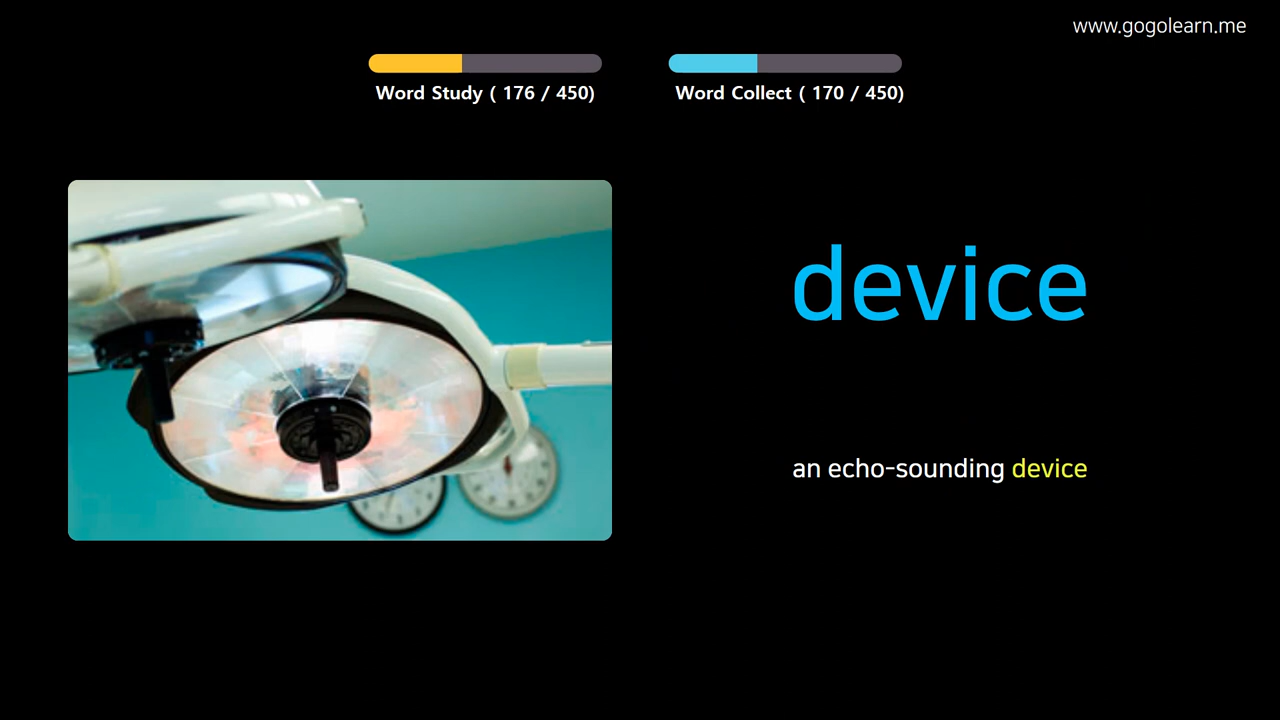 www.gogolearn.me
Word Study ( 176 / 450)
Word Collect ( 170 / 450)
device
an echo-sounding device